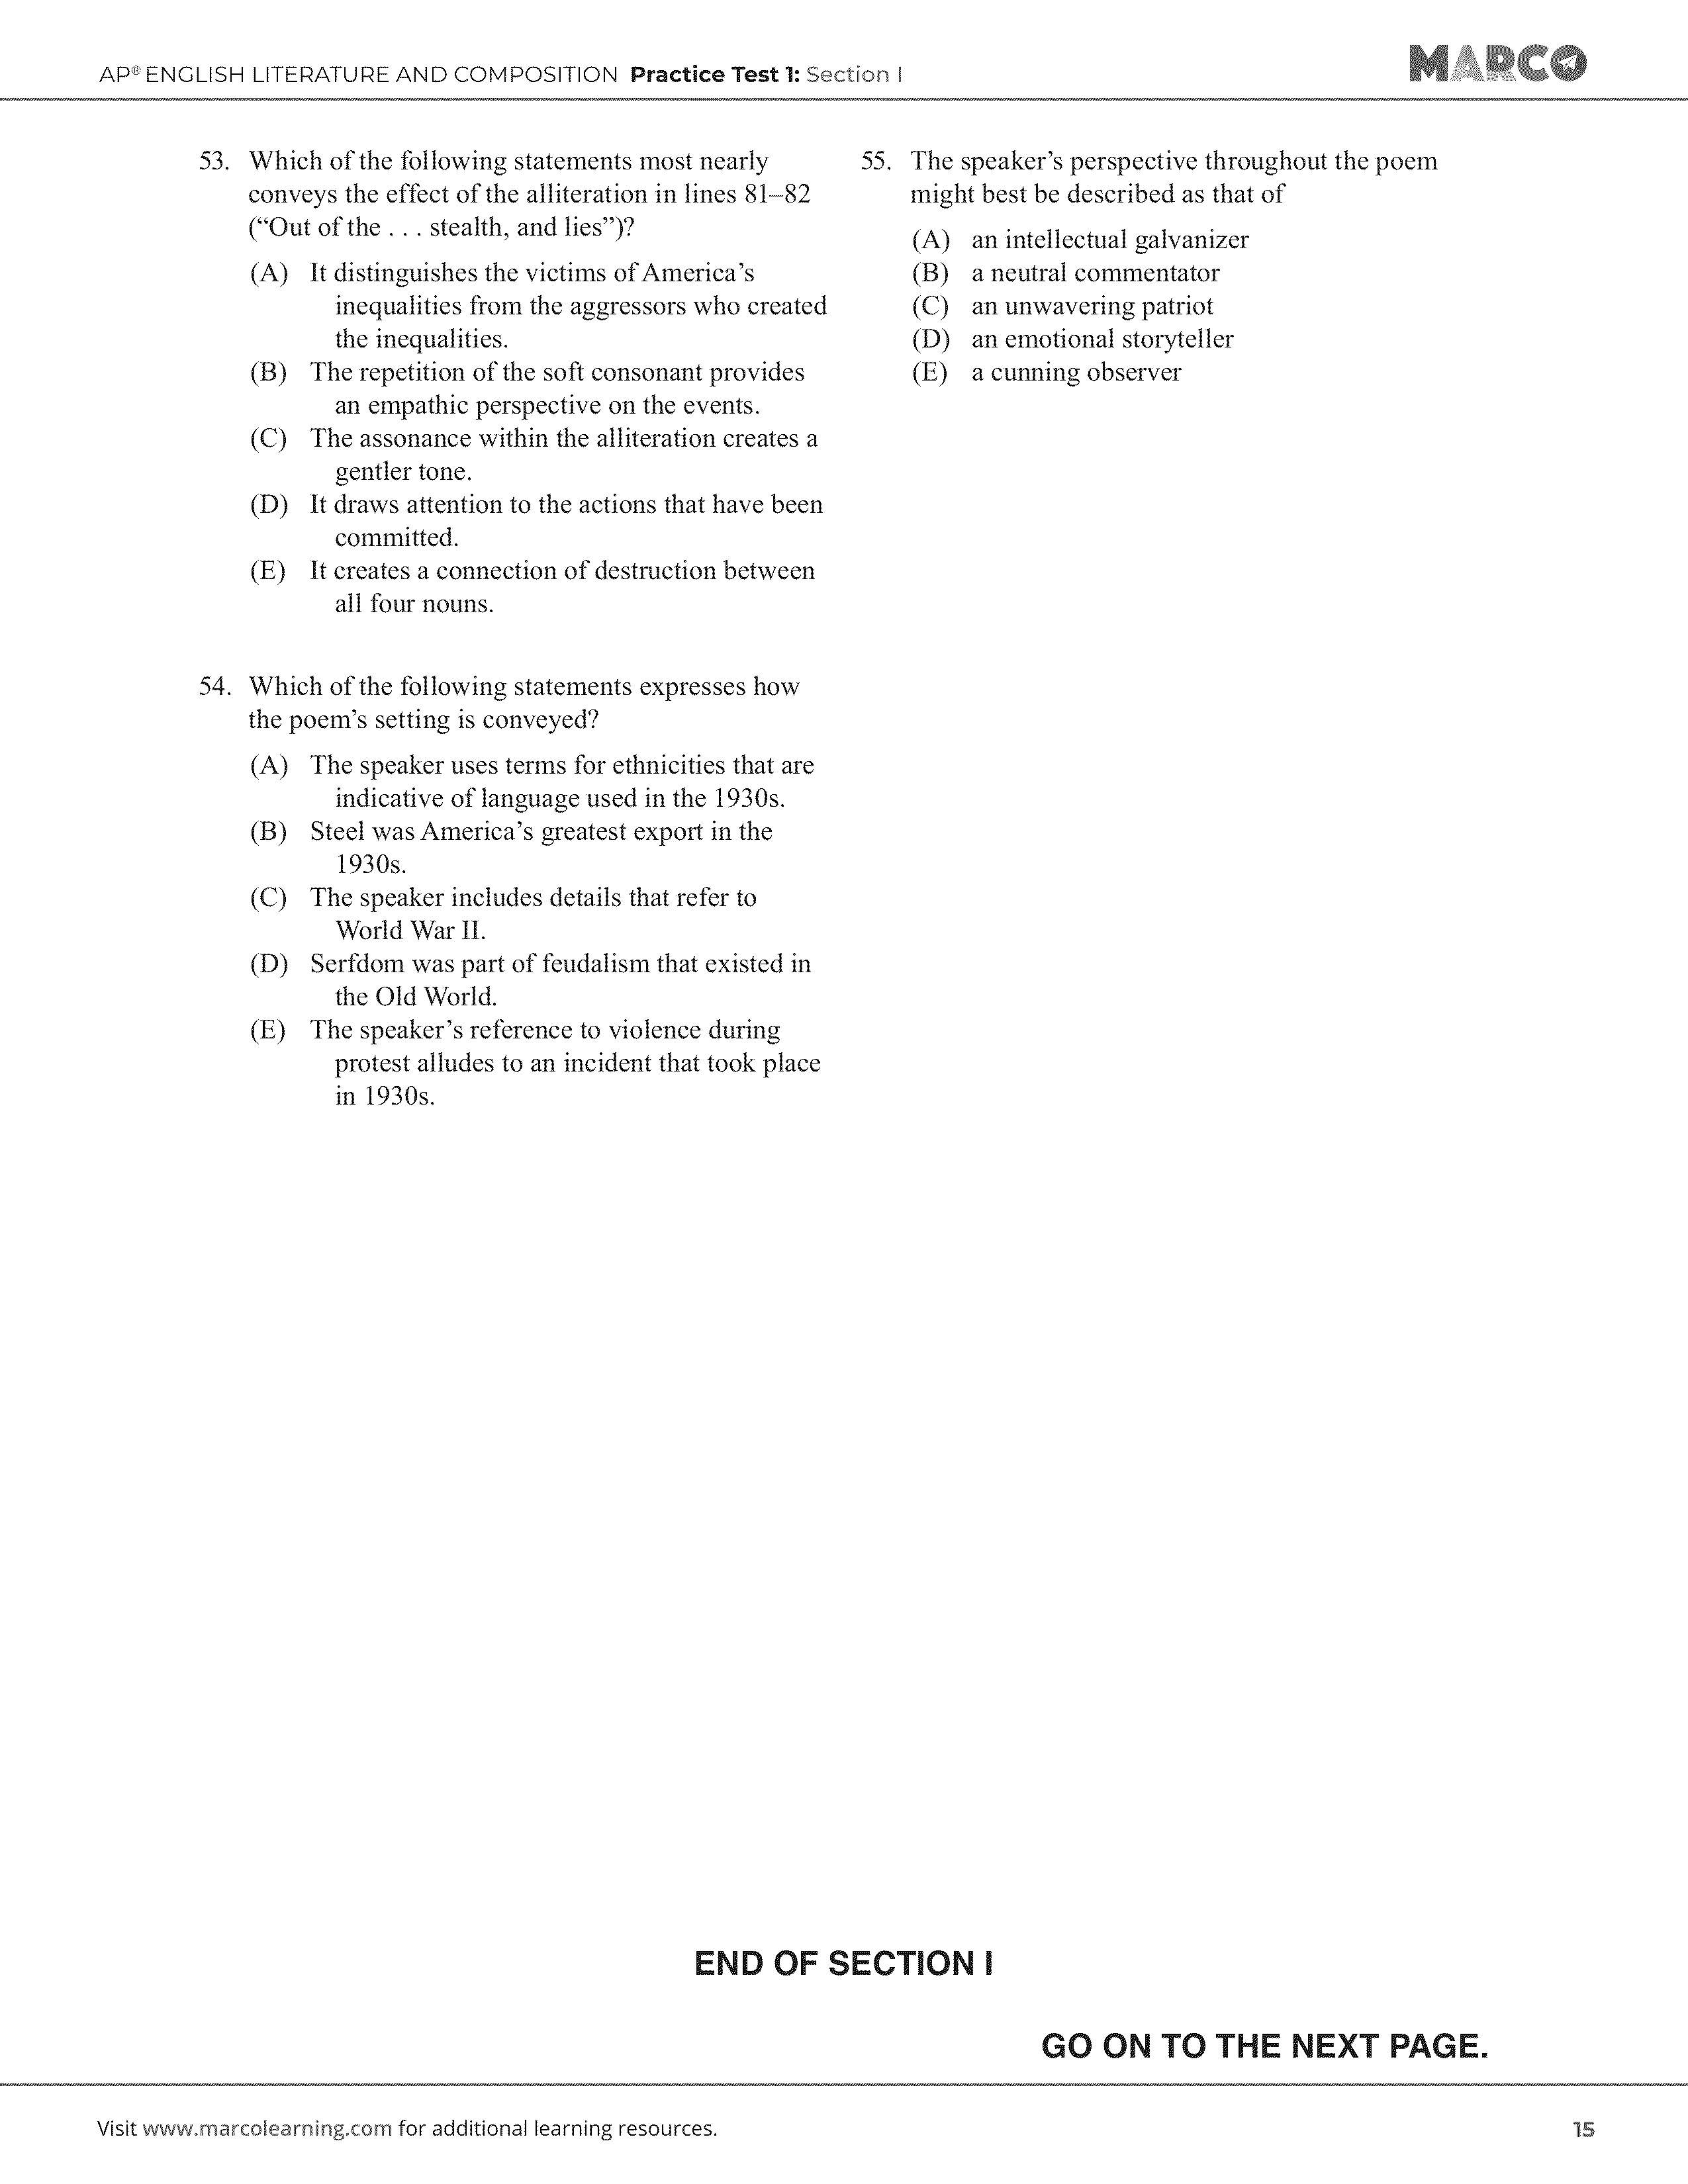 AP® ENGLISH LITERATURE AND COMPOSITION Practice Test 1: Section I
MARCO
53. Which of the following statements most nearly
conveys the effect of the alliteration in lines 81–82
(“Out of the . . . stealth, and lies”)?
(A) It distinguishes the victims of America’s
inequalities from the aggressors who created
the inequalities.
(B) The repetition of the soft consonant provides
an empathic perspective on the events.
(C) The assonance within the alliteration creates a
gentler tone.
(D) It draws attention to the actions that have been
committed.
(E) It creates a connection of destruction between
all four nouns.
54. Which of the following statements expresses how
the poem’s setting is conveyed?
(A) The speaker uses terms for ethnicities that are
indicative of language used in the 1930s.
(B) Steel was America’s greatest export in the
1930s.
(C) The speaker includes details that refer to
World War II.
(D) Serfdom was part of feudalism that existed in
the Old World.
(E) The speaker’s reference to violence during
protest alludes to an incident that took place
in 1930s.
55. The speaker’s perspective throughout the poem
might best be described as that of
(A) an intellectual galvanizer
(B) a neutral commentator
(C) an unwavering patriot
(D) an emotional storyteller
(E) a cunning observer
END OF SECTION I
GO ON TO THE NEXT PAGE.
Visit www.marcolearning.com for additional learning resources.
15